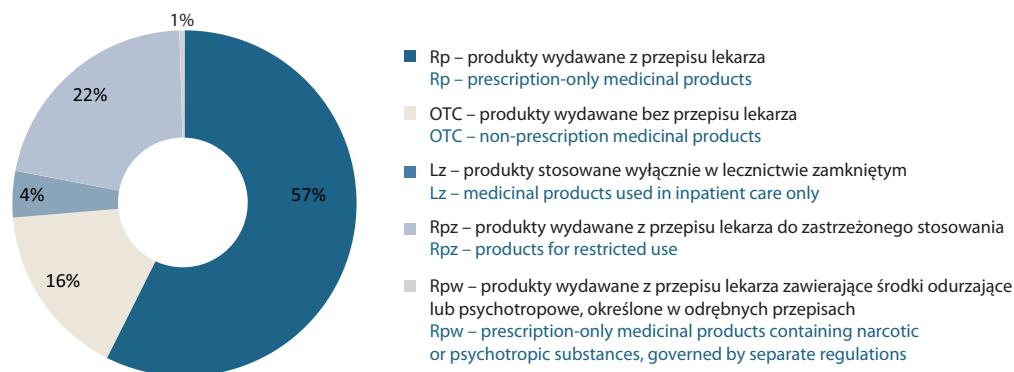 1%
22%
4%
57%
16%
Rp – produkty wydawane z przepisu lekarza
Rp – prescription-only medicinal products
OTC – produkty wydawane bez przepisu lekarza
OTC – non-prescription medicinal products
Lz – produkty stosowane wyłącznie w lecznictwie zamkniętym
Lz – medicinal products used in inpatient care only
Rpz – produkty wydawane z przepisu lekarza do zastrzeżonego stosowania
Rpz – products for restricted use
Rpw – produkty wydawane z przepisu lekarza zawierające środki odurzające
lub psychotropowe, określone w odrębnych przepisach
Rpw – prescription-only medicinal products containing narcotic
or psychotropic substances, governed by separate regulations